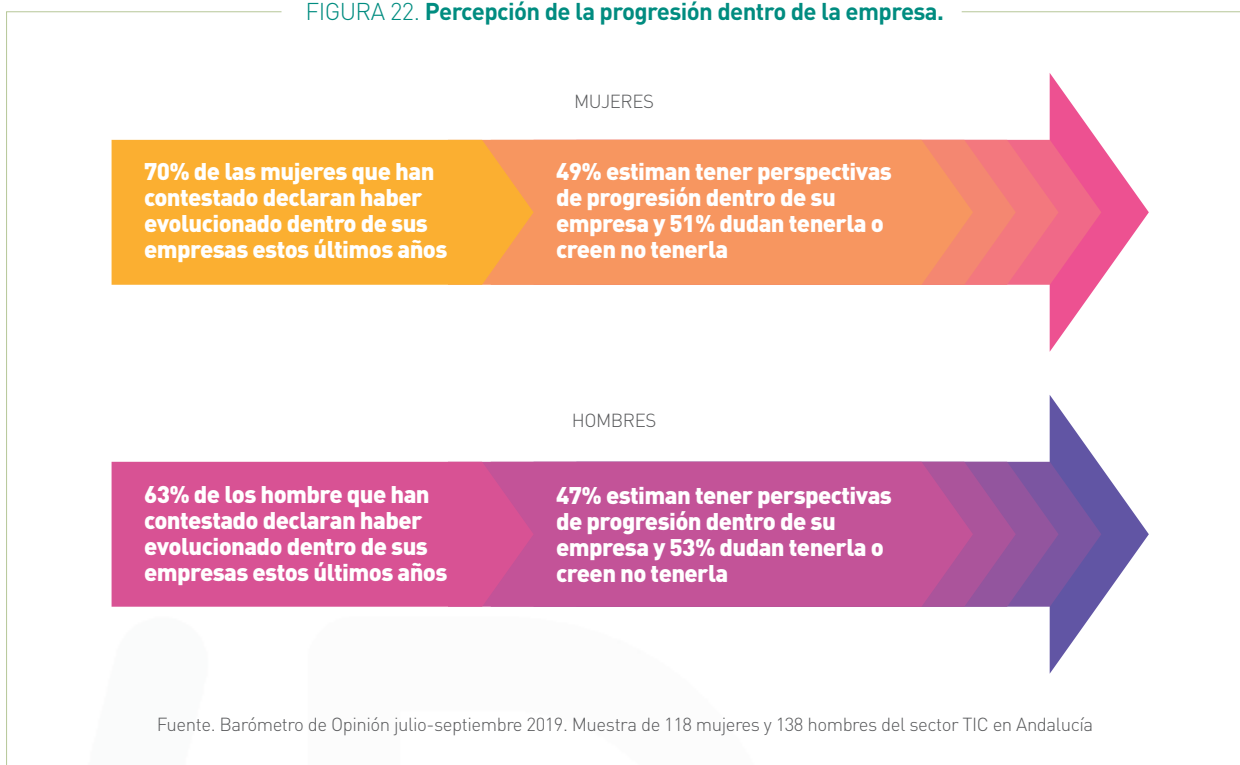 FIGURA 22. Percepción de la progresión dentro de la empresa.
MUJERES
70% de las mujeres que han
contestado declaran haber
evolucionado dentro de sus
empresas estos últimos años
49% estiman tener perspectivas
de progresión dentro de su
empresa y 51% dudan tenerla o
creen no tenerla
HOMBRES
63% de los hombre que han
contestado declaran haber
evolucionado dentro de sus
empresas estos últimos años
47% estiman tener perspectivas
de progresión dentro de su
empresa y 53% dudan tenerla o
creen no tenerla
Fuente. Barómetro de Opinión julio-septiembre 2019. Muestra de 118 mujeres y 138 hombres del sector TIC en Andalucía